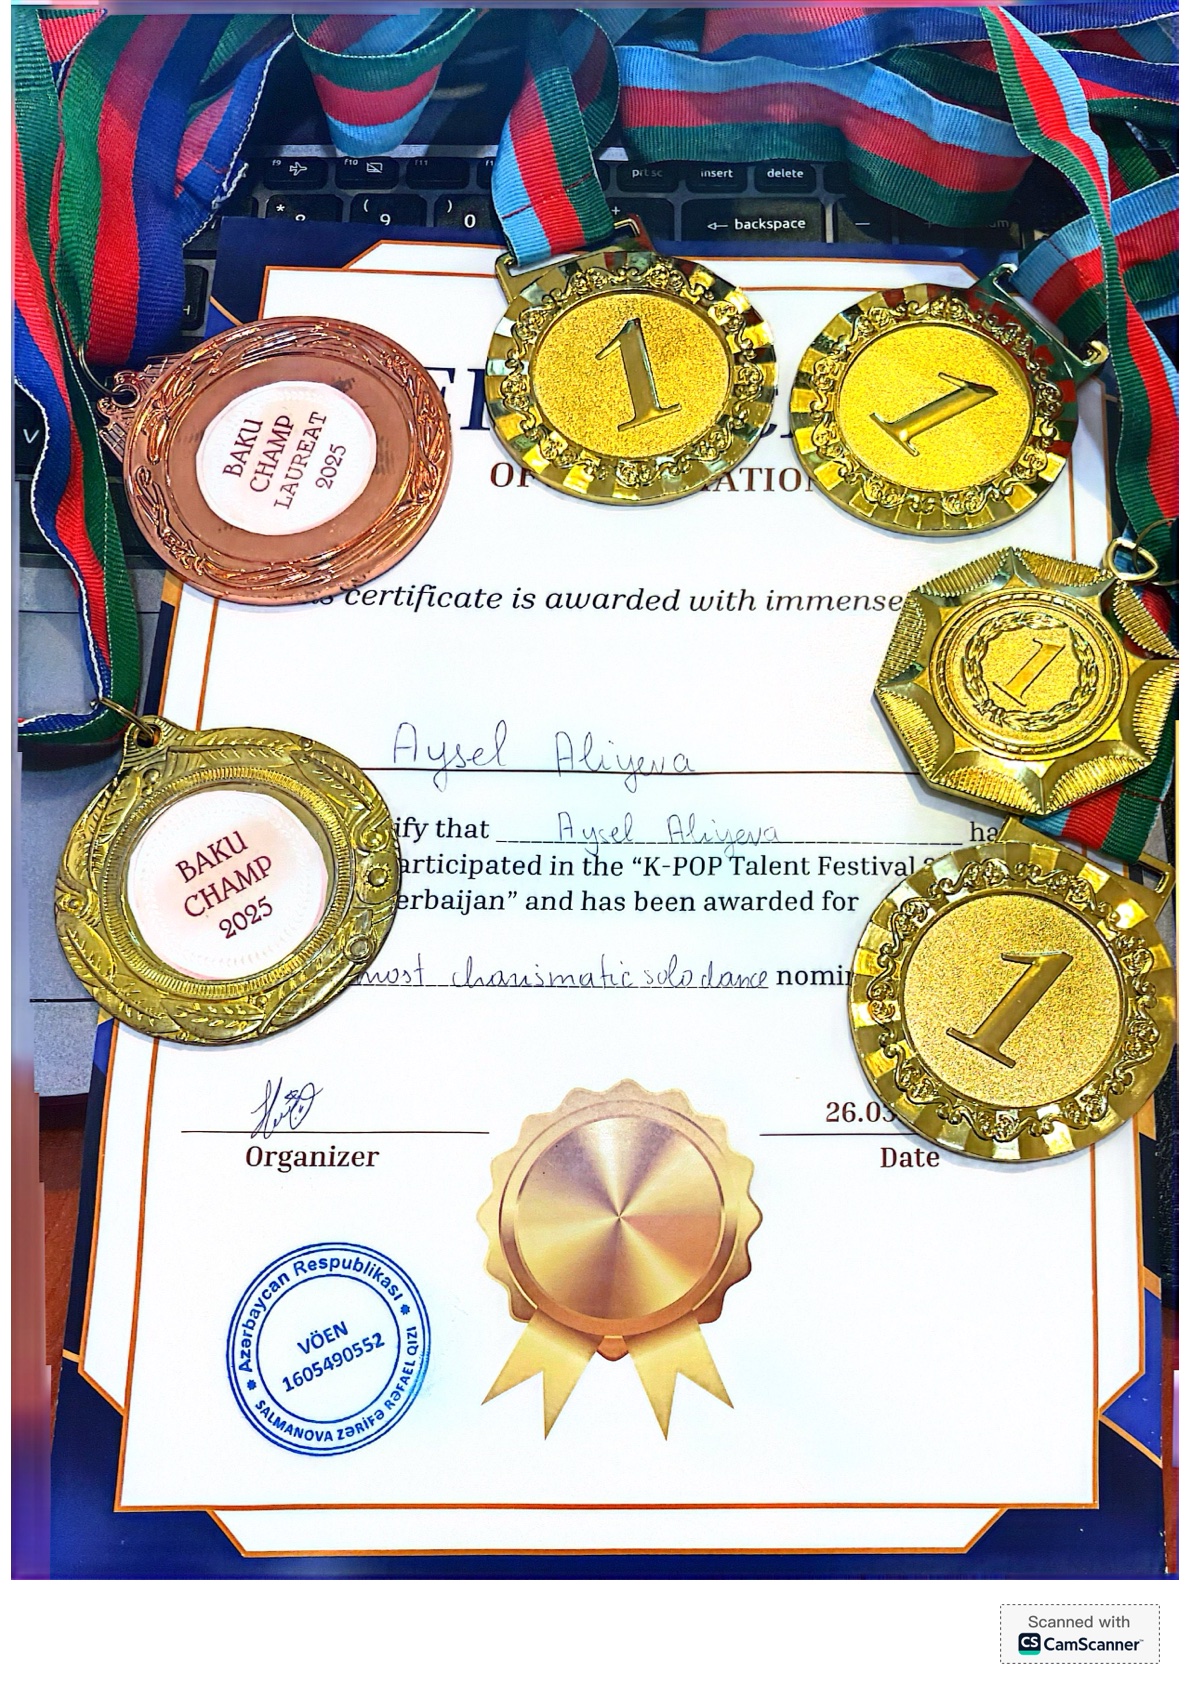 f9 f10 f11
prt sc insert delete
* ( 9 ) 0 + backspace
V
1
1
BAKU
CHAMP
LAUREAT
2025
OF
certificate is awarded with immense
1
Aysel Aliyeva
ify that Aysel Aliyeva ha
articipated in the “K-POP Talent Festival
erbaijan” and has been awarded for
most charismatic solo dance nomin
BAKU
CHAMP
2025
1
26.03
Organizer
Date
Azərbaycan Respublikası
VÖEN
1605490552
SALMANOVA ZƏRİFƏ RƏFAEL QIZI
Scanned with
CS CamScanner